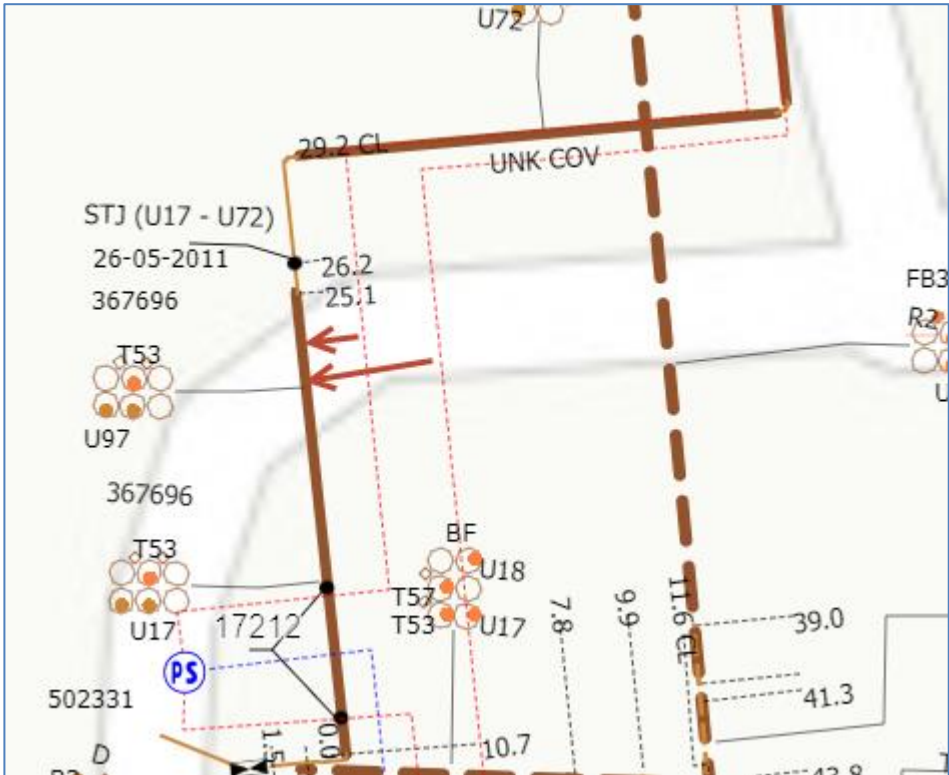 U72
29.2 CL
UNK COV
STJ (U17 - U72)
26-05-2011
26.2
367696
25.1
FB3
R2
T53
U97
367696
BF
T53
U18
T57
T53
U17
U17
17212
7.8
9.9
11.6 CL
39.0
PS
502331
41.3
0.0
1.5
10.7
D
43.8